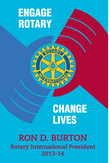 ENGAGE
ROTARY
CHANGE
LIVES
RON D. BURTON
Rotary International President
2013-14